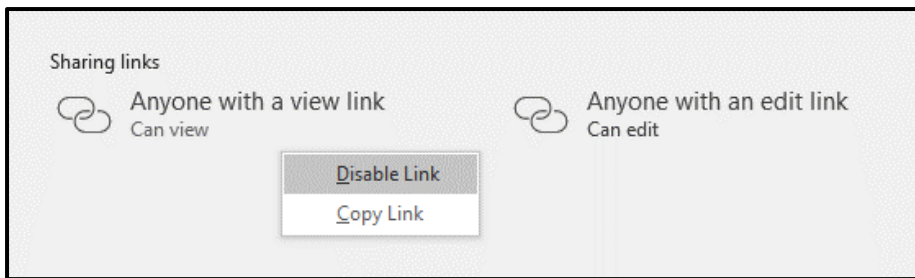 Sharing links
Anyone with a view link
Can view
Anyone with an edit link
Can edit
Disable Link
Copy Link